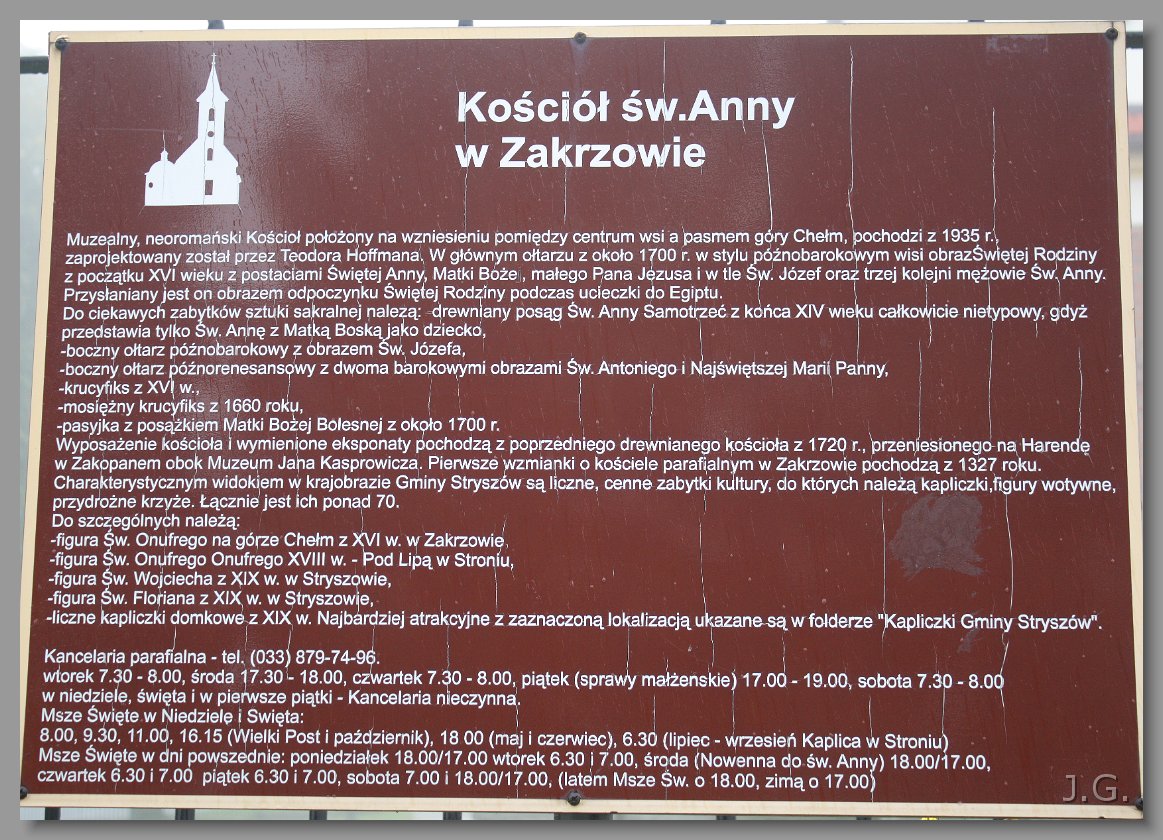 Kościół św.Anny
w Zakrzowie
Muzealny, neoromański Kościoł położony na wzniesieniu pomiędzy centrum wsi a pasmem góry Chełm, pochodzi z 1935 r.,
zaprojektowany został przez Teodora Hoffmana. W głównym ołtarzu z około 1700 r. w stylu późnobarokowym wisi obrazŚwiętej Rodziny
z początku XVI wieku z postaciami Świętej Anny, Matki Bożej, małego Pana Jezusa i w tle Św. Józef oraz trzej kolejni mężowie Św. Anny.
Przysłaniany jest on obrazem odpoczynku Świętej Rodziny podczas ucieczki do Egiptu.
Do ciekawych zabytków sztuki sakralnej należą: drewniany posąg Św. Anny Samotrzeć z końca XIV wieku całkowicie nietypowy, gdyż
przedstawia tylko Św. Annę z Matką Boską jako dziecko,
-boczny ołtarz późnobarokowy z obrazem Św. Józefa,
-boczny ołtarz późnorenesansowy z dwoma barokowymi obrazami Św. Antoniego i Najświętszej Marii Panny,
-krucyfiks z XVI w.,
-mosiężny krucyfiks z 1660 roku,
-pasyjka z posążkiem Matki Bożej Bolesnej z około 1700 r.
Wyposażenie kościoła i wymienione eksponaty pochodzą z poprzedniego drewnianego kościoła z 1720 r., przeniesionego na Harendę
w Zakopanem obok Muzeum Jana Kasprowicza. Pierwsze wzmianki o kościele parafialnym w Zakrzowie pochodzą z 1327 roku.
Charakterystycznym widokiem w krajobrazie Gminy Stryszów są liczne, cenne zabytki kultury, do których należą kapliczki,figury wotywne,
przydrożne krzyże. Łącznie jest ich ponad 70.
Do szczególnych należą:
-figura Św. Onufrego na górze Chełm z XVI w. w Zakrzowie,
-figura Św. Onufrego Onufrego XVIII w. - Pod Lipą w Stroniu,
-figura Św. Wojciecha z XIX w. w Stryszowie,
-figura Św. Floriana z XIX w. w Stryszowie,
-liczne kapliczki domkowe z XIX w. Najbardziej atrakcyjne z zaznaczoną lokalizacją ukazane są w folderze "Kapliczki Gminy Stryszów".
Kancelaria parafialna - tel. (033) 879-74-96.
wtorek 7.30 - 8.00, środa 17.30 - 18.00, czwartek 7.30 - 8.00, piątek (sprawy małżenskie) 17.00 - 19.00, sobota 7.30 - 8.00
w niedziele, święta i w pierwsze piątki - Kancelaria nieczynna.
Msze Święte w Niedzielę i Święta:
8.00, 9.30, 11.00, 16.15 (Wielki Post i październik), 18 00 (maj i czerwiec), 6.30 (lipiec - wrzesień Kaplica w Stroniu)
Msze Święte w dni powszednie: poniedziałek 18.00/17.00 wtorek 6.30 i 7.00, środa (Nowenna do św. Anny) 18.00/17.00,
czwartek 6.30 i 7.00 piątek 6.30 i 7.00, sobota 7.00 i 18.00/17.00, (latem Msze Św. o 18.00, zimą o 17.00)
J.G.